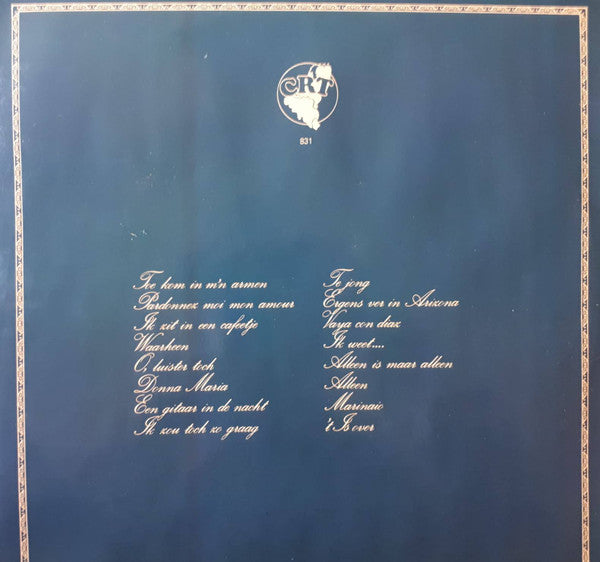 CRT
831
Toe kom in m'n armen
Pardonnez moi mon amour
Ik zit in een cafeetje
Waarheen
O, luister toch
Donna Maria
Een gitaar in de nacht
Ik zou toch zo graag
Te jong
Ergens ver in Arizona
Varja con diaz
Ik weet....
Alleen is maar alleen
Alleen
Marinaio
't Is over